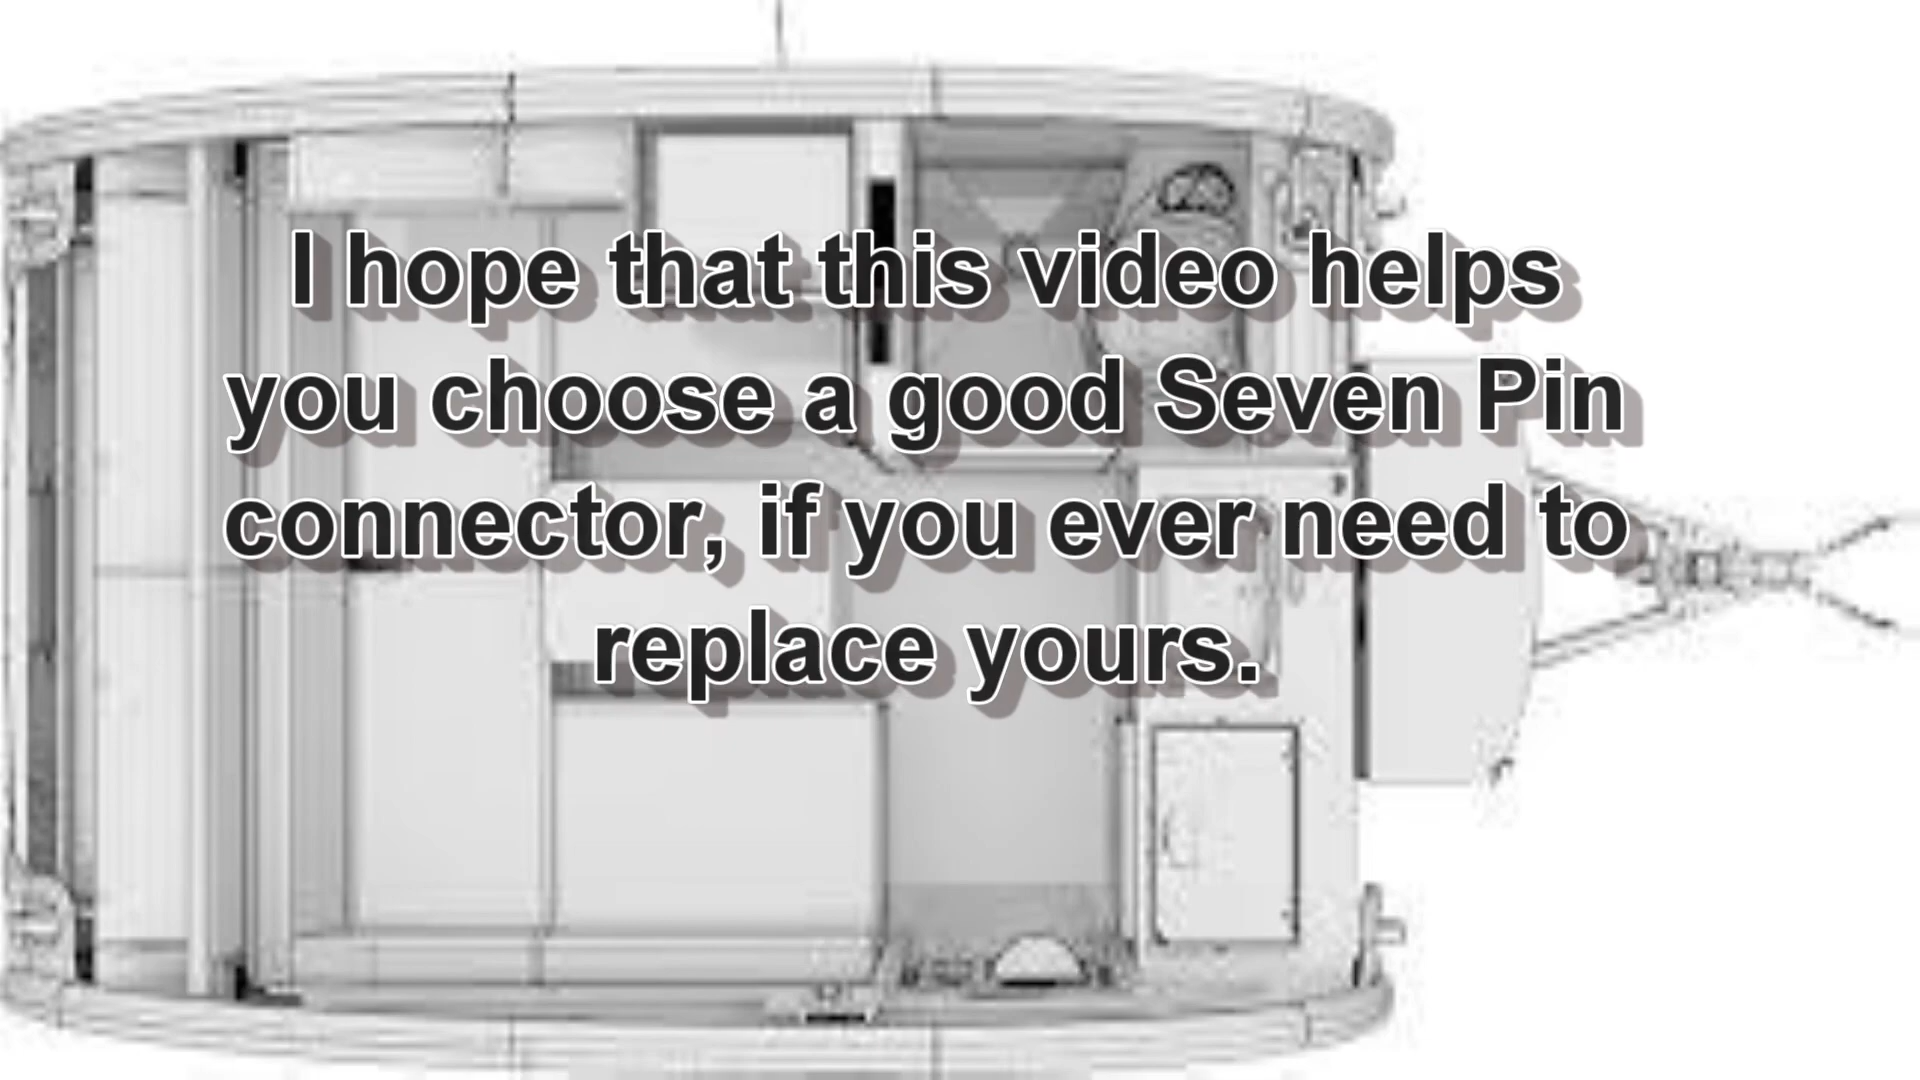 I hope that this video helps
you choose a good Seven Pin
connector, if you ever need to
replace yours.